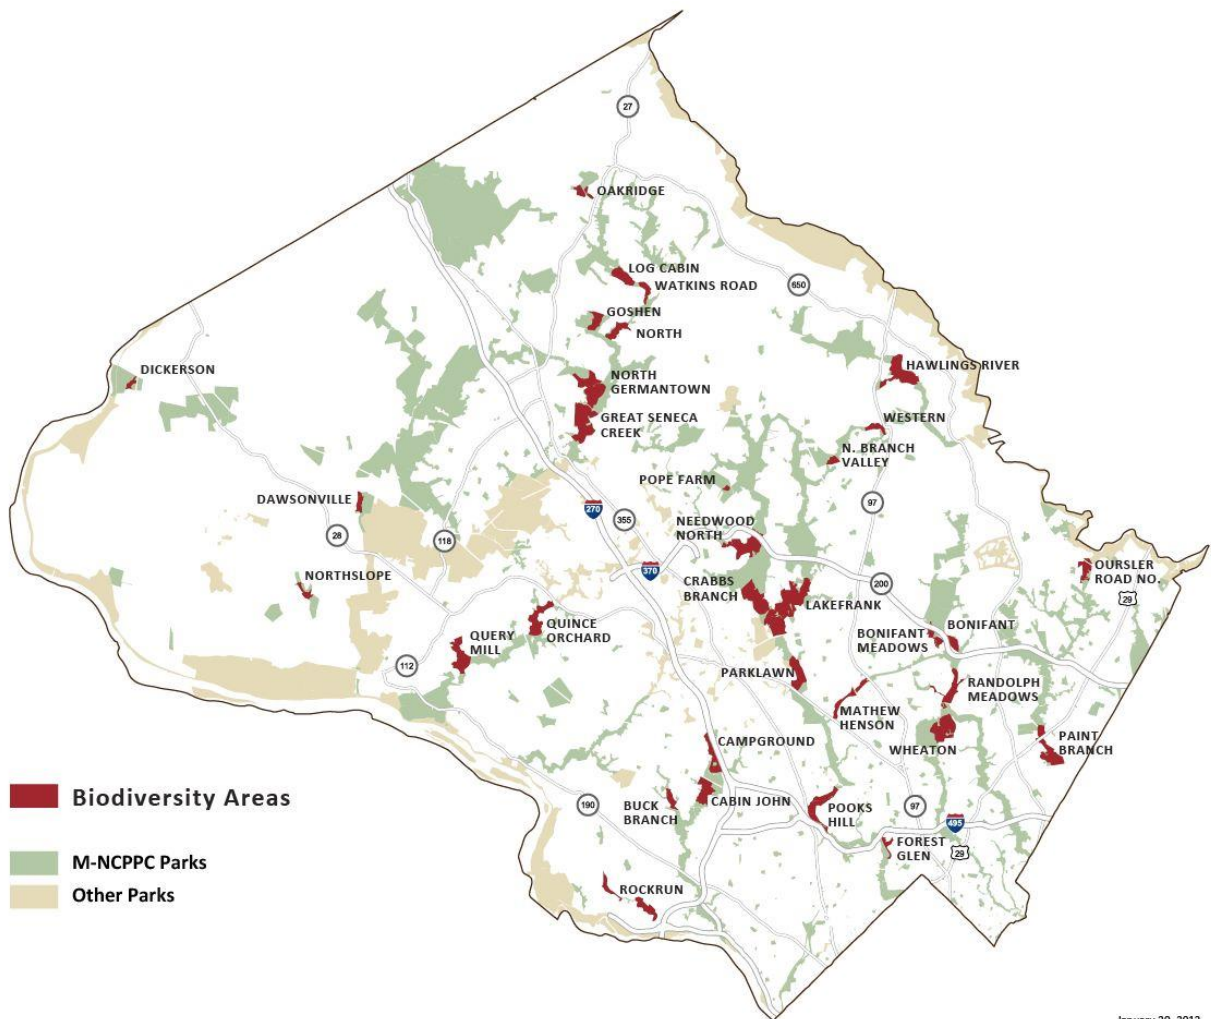 27
OAKRIDGE
LOG CABIN
WATKINS ROAD
650
GOSHEN
NORTH
DICKERSON
HAWLINGS RIVER
NORTH
GERMANTOWN
GREAT SENECA
CREEK
WESTERN
N. BRANCH
VALLEY
POPE FARM
DAWSONVILLE
270
355
97
NEEDWOOD
NORTH
28
118
370
200
OURSLER
ROAD NO.
29
NORTHSLOPE
CRABBS
BRANCH
LAKEFRANK
QUINCE
ORCHARD
BONIFANT
BONIFANT
MEADOWS
QUERY
MILL
112
PARKLAWN
RANDOLPH
MEADOWS
MATHEW
HENSON
CAMPGROUND
WHEATON
PAINT
BRANCH
Biodiversity Areas
190
BUCK
BRANCH
CABIN JOHN
POOKS
HILL
97
495
FOREST
GLEN
29
M-NCPPC Parks
Other Parks
ROCKRUN